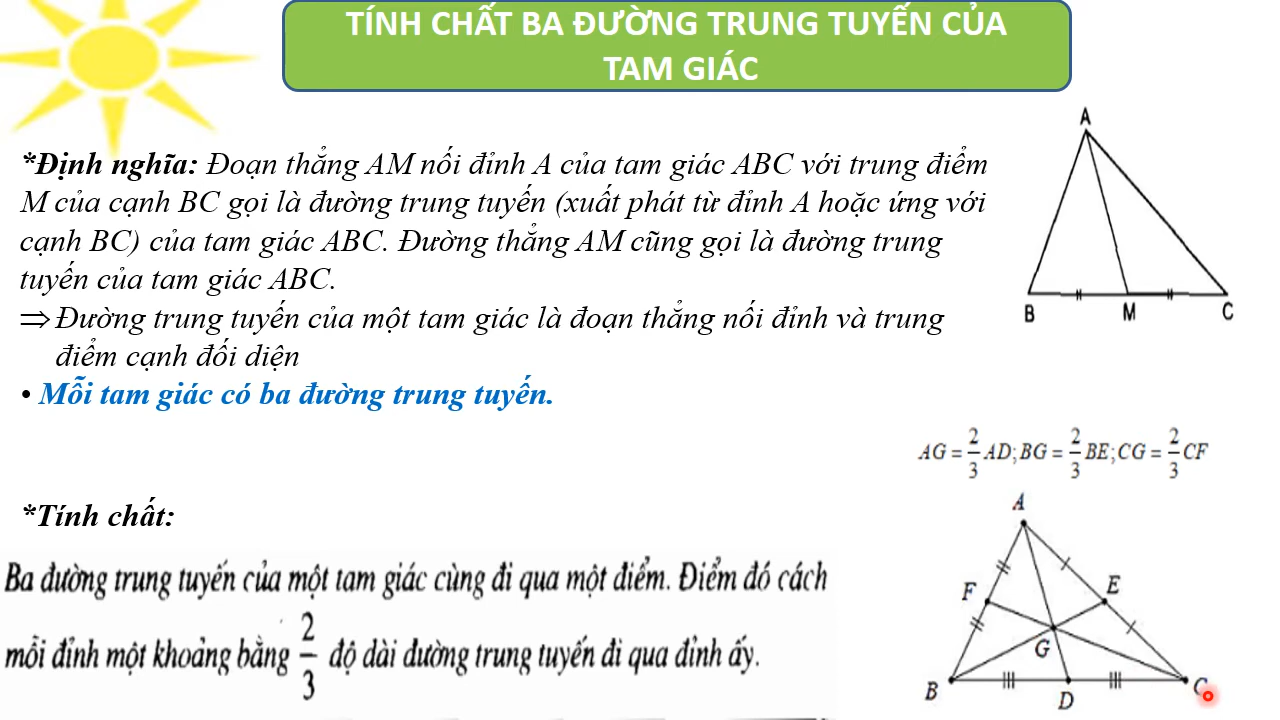 TÍNH CHẤT BA ĐƯỜNG TRUNG TUYẾN CỦA
TAM GIÁC
*Định nghĩa: Đoạn thẳng AM nối đỉnh A của tam giác ABC với trung điểm
M của cạnh BC gọi là đường trung tuyến (xuất phát từ đỉnh A hoặc ứng với
cạnh BC) của tam giác ABC. Đường thẳng AM cũng gọi là đường trung
tuyến của tam giác ABC.
⇒ Đường trung tuyến của một tam giác là đoạn thẳng nối đỉnh và trung
điểm cạnh đối diện
• Mỗi tam giác có ba đường trung tuyến.
A
B M C
AG = 2/3 AD; BG = 2/3 BE; CG = 2/3 CF
*Tính chất:
Ba đường trung tuyến của một tam giác cùng đi qua một điểm. Điểm đó cách
mỗi đỉnh một khoảng bằng 2/3 độ dài đường trung tuyến đi qua đỉnh ấy.
A
F E
G
B D C